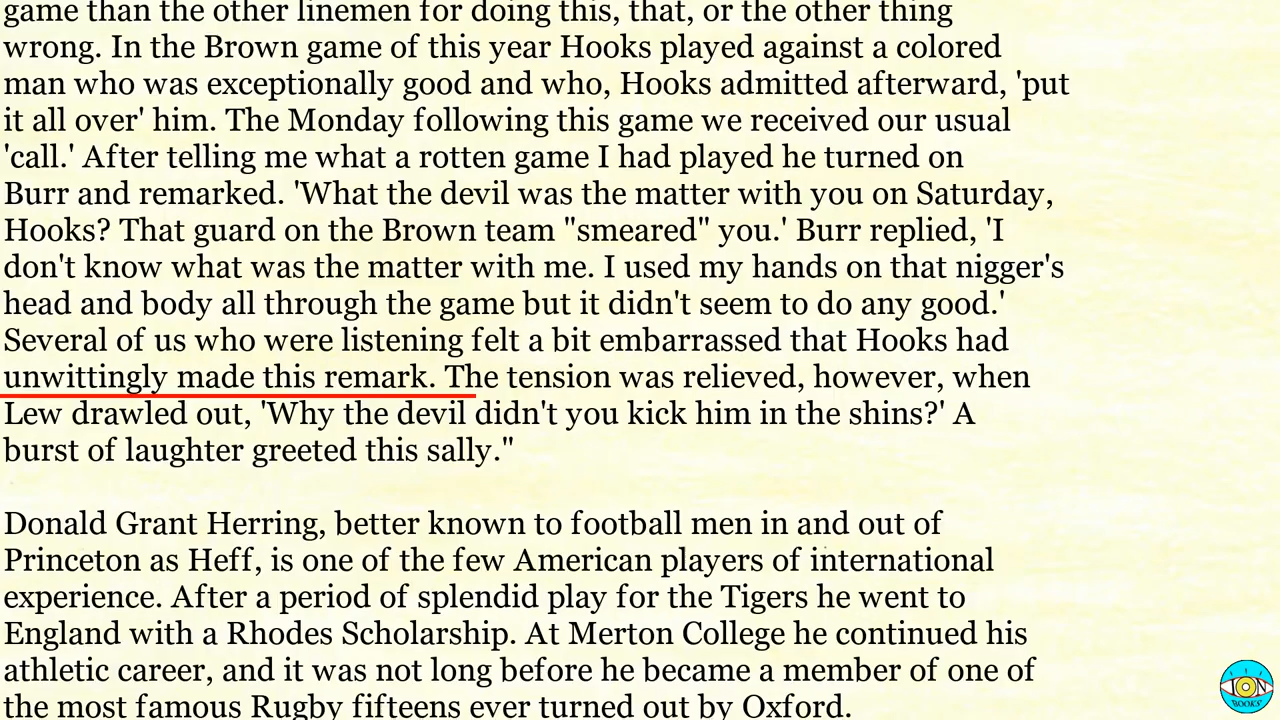 game than the other linemen for doing this, that, or the other thing
wrong. In the Brown game of this year Hooks played against a colored
man who was exceptionally good and who, Hooks admitted afterward, 'put
it all over' him. The Monday following this game we received our usual
'call.' After telling me what a rotten game I had played he turned on
Burr and remarked. 'What the devil was the matter with you on Saturday,
Hooks? That guard on the Brown team "smeared" you.' Burr replied, 'I
don't know what was the matter with me. I used my hands on that nigger's
head and body all through the game but it didn't seem to do any good.'
Several of us who were listening felt a bit embarrassed that Hooks had
unwittingly made this remark. The tension was relieved, however, when
Lew drawled out, 'Why the devil didn't you kick him in the shins?' A
burst of laughter greeted this sally."
Donald Grant Herring, better known to football men in and out of
Princeton as Heff, is one of the few American players of international
experience. After a period of splendid play for the Tigers he went to
England with a Rhodes Scholarship. At Merton College he continued his
athletic career, and it was not long before he became a member of one of
the most famous Rugby fifteens ever turned out by Oxford.
ION
BOOKS